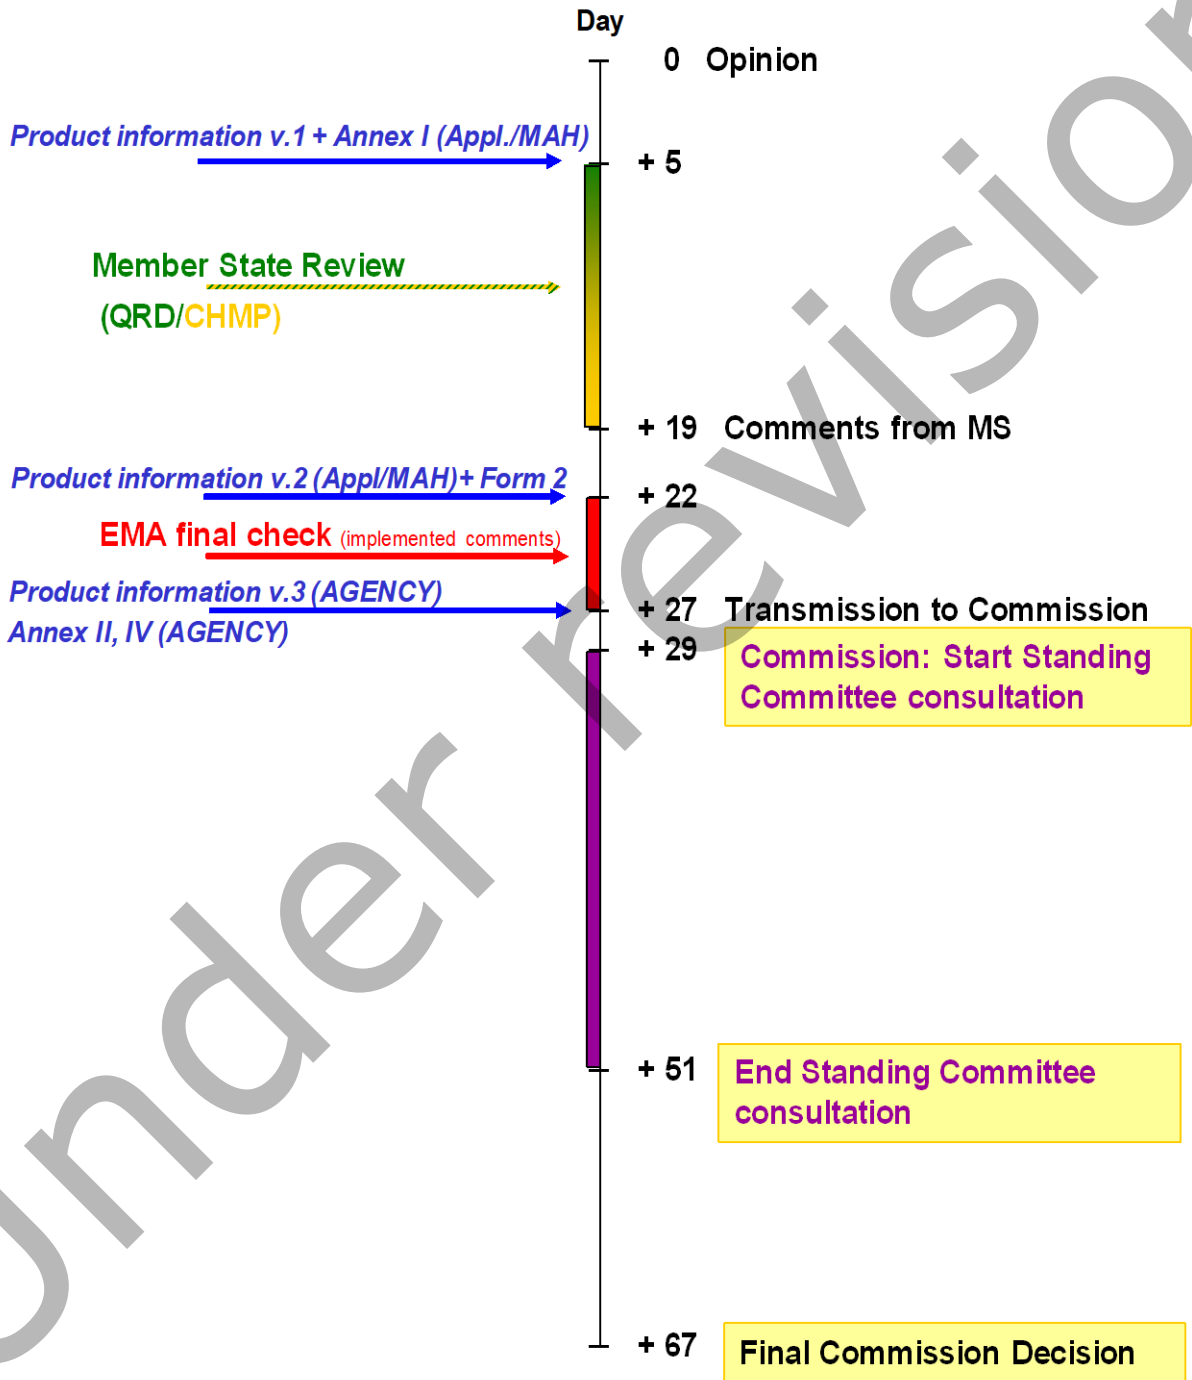 Day
0 Opinion
Product information v.1 + Annex I (Appl./MAH)
+ 5
Member State Review
(QRD/CHMP)
+ 19 Comments from MS
Product information v.2 (Appl/MAH)+ Form 2
+ 22
EMA final check (implemented comments)
Product information v.3 (AGENCY)
+ 27 Transmission to Commission
Annex II, IV (AGENCY)
+ 29
Commission: Start Standing
Committee consultation
+ 51
End Standing Committee
consultation
+ 67
Final Commission Decision
Under revision